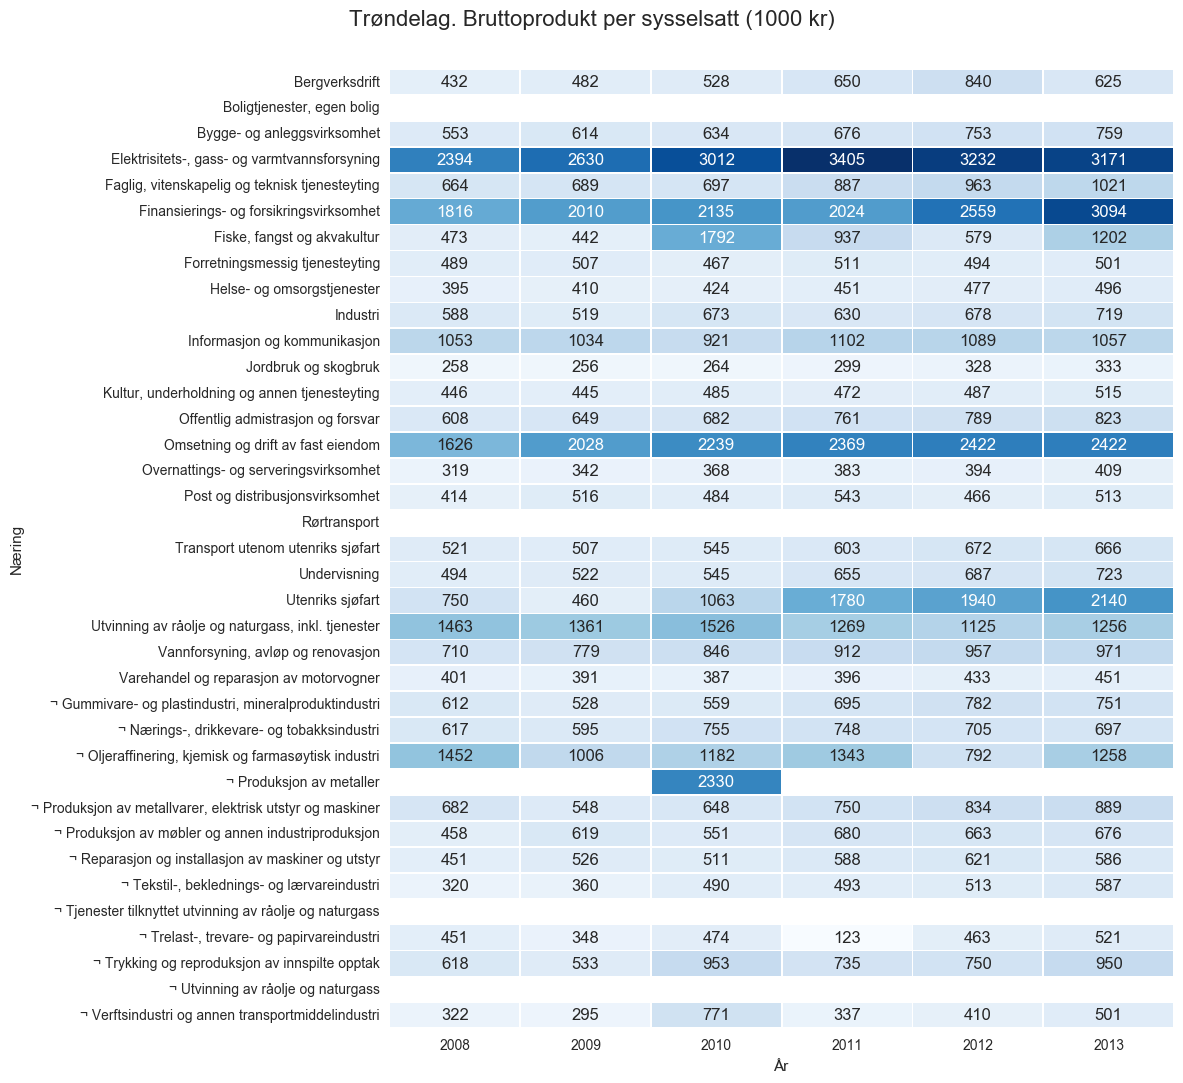 Trøndelag. Bruttoprodukt per sysselsatt (1000 kr)
Bergverksdrift 432 482 528 650 840 625
Boligtjenester, egen bolig
Bygge- og anleggsvirksomhet 553 614 634 676 753 759
Elektrisitets-, gass- og varmtvannsforsyning 2394 2630 3012 3405 3232 3171
Faglig, vitenskapelig og teknisk tjenesteyting 664 689 697 887 963 1021
Finansierings- og forsikringsvirksomhet 1816 2010 2135 2024 2559 3094
Fiske, fangst og akvakultur 473 442 1792 937 579 1202
Forretningsmessig tjenesteyting 489 507 467 511 494 501
Helse- og omsorgstjenester 395 410 424 451 477 496
Industri 588 519 673 630 678 719
Informasjon og kommunikasjon 1053 1034 921 1102 1089 1057
Jordbruk og skogbruk 258 256 264 299 328 333
Kultur, underholdning og annen tjenesteyting 446 445 485 472 487 515
Offentlig admistrasjon og forsvar 608 649 682 761 789 823
Omsetning og drift av fast eiendom 1626 2028 2239 2369 2422 2422
Overnattings- og serveringsvirksomhet 319 342 368 383 394 409
Post og distribusjonsvirksomhet 414 516 484 543 466 513
Rørtransport
Transport utenom utenriks sjøfart 521 507 545 603 672 666
Undervisning 494 522 545 655 687 723
Utenriks sjøfart 750 460 1063 1780 1940 2140
Utvinning av råolje og naturgass, inkl. tjenester 1463 1361 1526 1269 1125 1256
Vannforsyning, avløp og renovasjon 710 779 846 912 957 971
Varehandel og reparasjon av motorvogner 401 391 387 396 433 451
¬ Gummivare- og plastindustri, mineralproduktindustri 612 528 559 695 782 751
¬ Nærings-, drikkevare- og tobakksindustri 617 595 755 748 705 697
¬ Oljeraffinering, kjemisk og farmasøytisk industri 1452 1006 1182 1343 792 1258
¬ Produksjon av metaller 2330
¬ Produksjon av metallvarer, elektrisk utstyr og maskiner 682 548 648 750 834 889
¬ Produksjon av møbler og annen industriproduksjon 458 619 551 680 663 676
¬ Reparasjon og installasjon av maskiner og utstyr 451 526 511 588 621 586
¬ Tekstil-, beklednings- og lærvareindustri 320 360 490 493 513 587
¬ Tjenester tilknyttet utvinning av råolje og naturgass
¬ Trelast-, trevare- og papirvareindustri 451 348 474 123 463 521
¬ Trykking og reproduksjon av innspilte opptak 618 533 953 735 750 950
¬ Utvinning av råolje og naturgass
¬ Verftsindustri og annen transportmiddelindustri 322 295 771 337 410 501
2008 2009 2010 2011 2012 2013
År
Næring